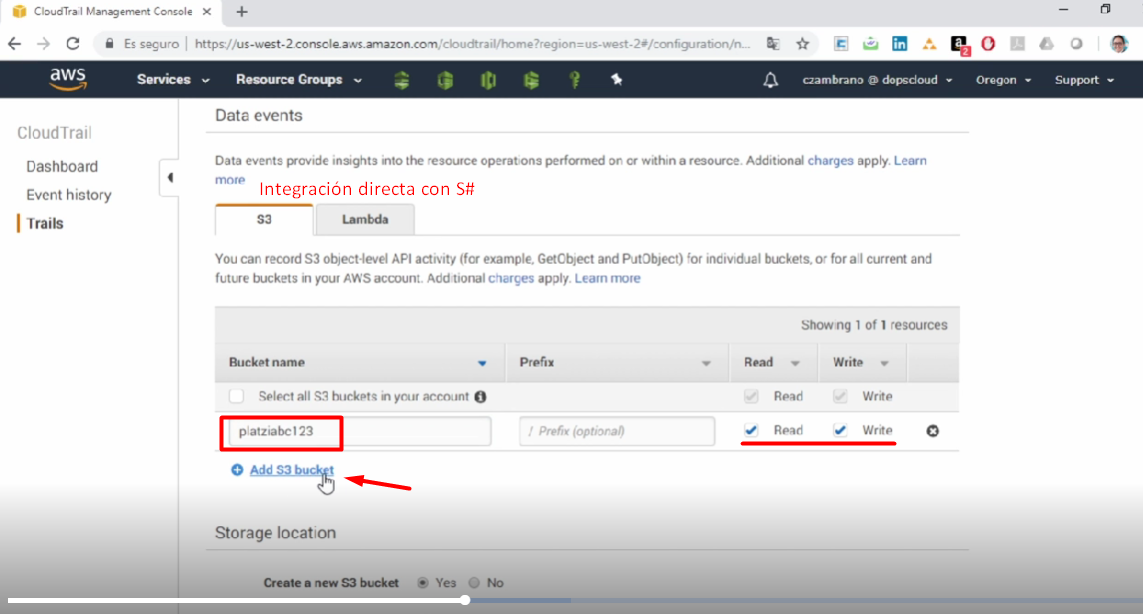 CloudTrail Management Console
Es seguro | https://us-west-2.console.aws.amazon.com/cloudtrail/home?region=us-west-2#/configuration/n...
aws Services Resource Groups czambrano @ dopscloud Oregon Support
CloudTrail
Dashboard
Event history
Trails
Data events
Data events provide insights into the resource operations performed on or within a resource. Additional charges apply. Learn
more
Integración directa con S#
S3 Lambda
You can record S3 object-level API activity (for example, GetObject and PutObject) for individual buckets, or for all current and
future buckets in your AWS account. Additional charges apply. Learn more
Showing 1 of 1 resources
Bucket name Prefix Read Write
Select all S3 buckets in your account Read Write
platziabc123 / Prefix (optional) Read Write
Add S3 bucket
Storage location
Create a new S3 bucket Yes No